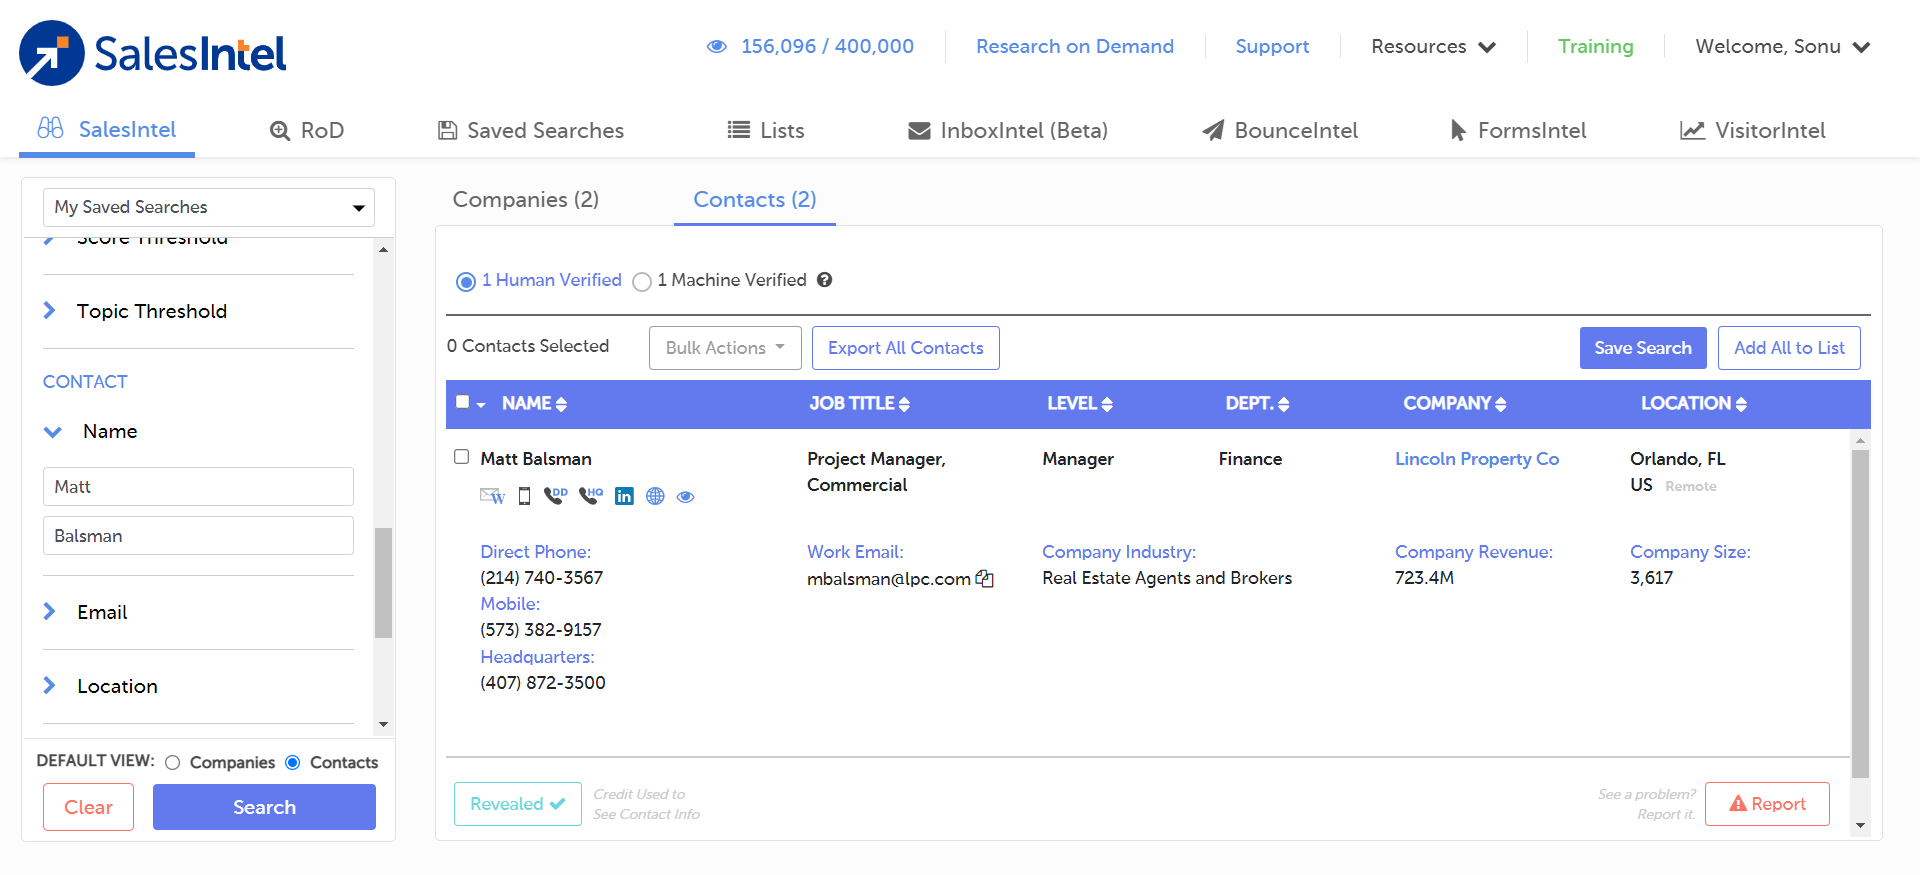 SalesIntel
156,096 / 400,000
Research on Demand
Support
Resources
Training
Welcome, Sonu
SalesIntel
RoD
Saved Searches
Lists
InboxIntel (Beta)
BounceIntel
FormsIntel
VisitorIntel
My Saved Searches
Score Threshold
Topic Threshold
CONTACT
Name
Matt
Balsman
Email
Location
DEFAULT VIEW:
Companies
Contacts
Clear
Search
Companies (2)
Contacts (2)
1 Human Verified
1 Machine Verified
0 Contacts Selected
Bulk Actions
Export All Contacts
Save Search
Add All to List
NAME
JOB TITLE
LEVEL
DEPT.
COMPANY
LOCATION
Matt Balsman
Project Manager,
Commercial
Manager
Finance
Lincoln Property Co
Orlando, FL
US Remote
W
DD
HQ
in
Direct Phone:
(214) 740-3567
Mobile:
(573) 382-9157
Headquarters:
(407) 872-3500
Work Email:
mbalsman@lpc.com
Company Industry:
Real Estate Agents and Brokers
Company Revenue:
723.4M
Company Size:
3,617
Revealed
Credit Used to
See Contact Info
See a problem?
Report it.
Report